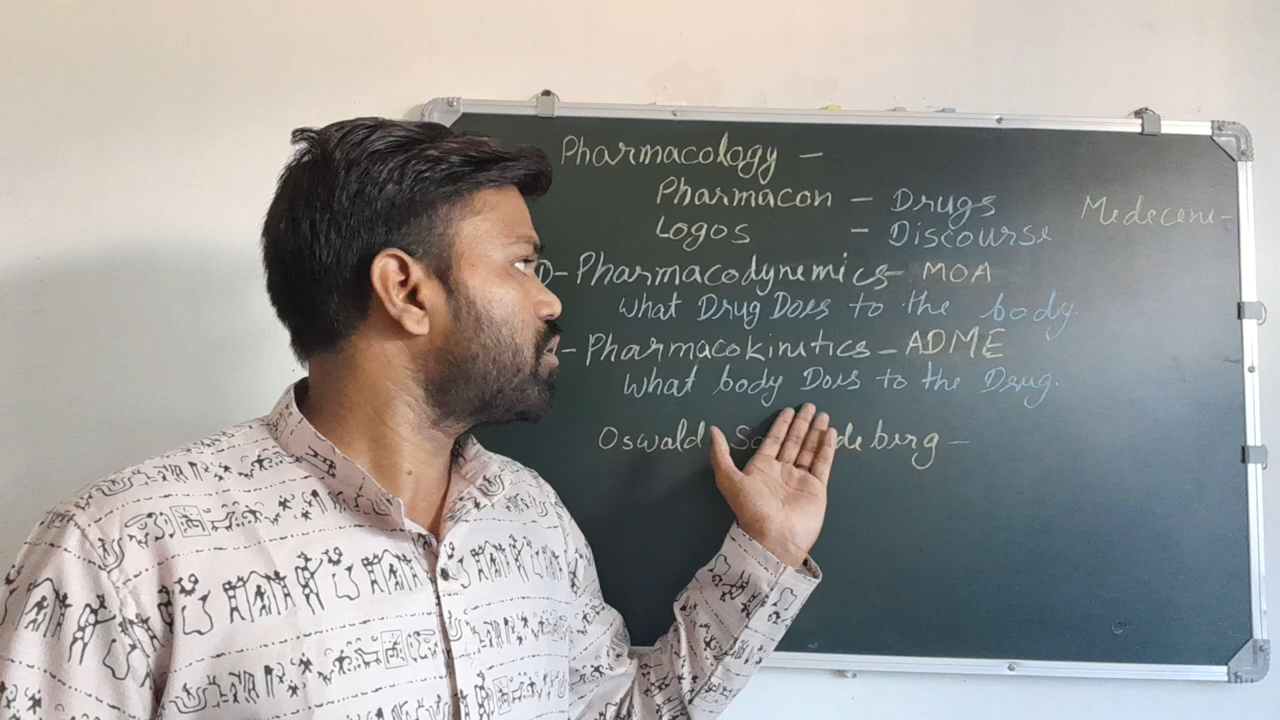 Pharmacology –
Pharmacon – Drugs
Logos – Discourse
Medecene –
D – Pharmacodynemics – MOA
What Drug Does to the body.
– Pharmacokinetics – ADME
What body Does to the Drug.
Oswald